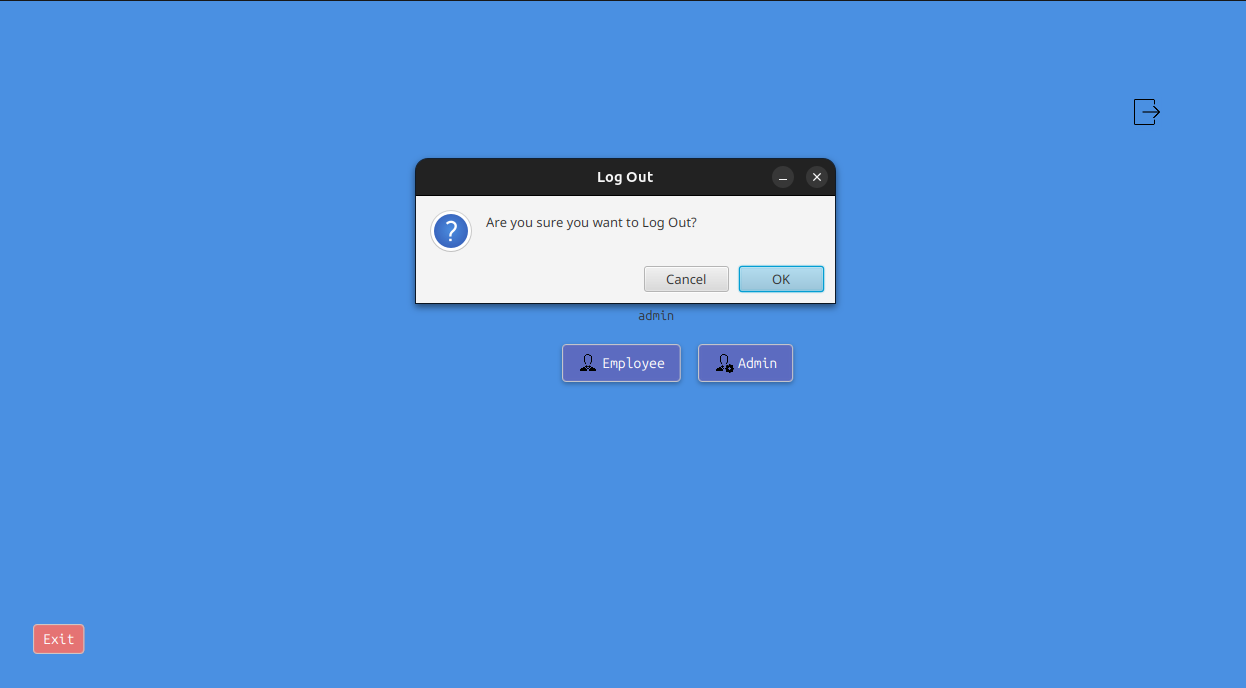 Log Out
Are you sure you want to Log Out?
Cancel
OK
admin
Employee
Admin
Exit